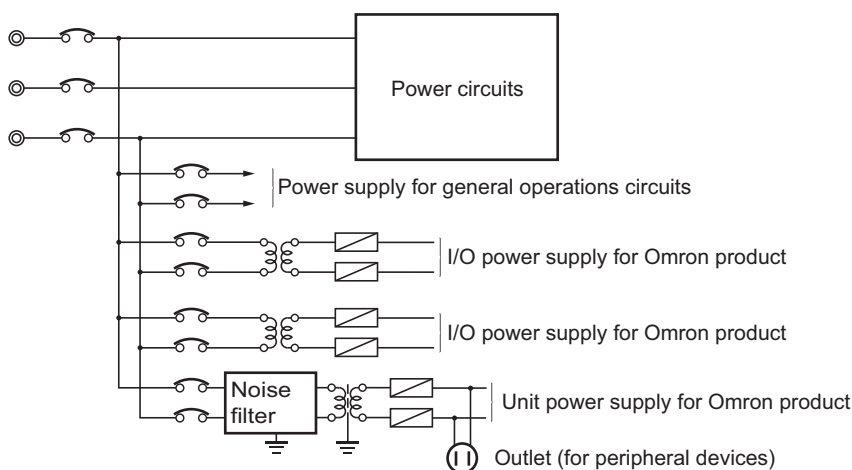 Power circuits
Power supply for general operations circuits
I/O power supply for Omron product
I/O power supply for Omron product
Noise
filter
Unit power supply for Omron product
Outlet (for peripheral devices)